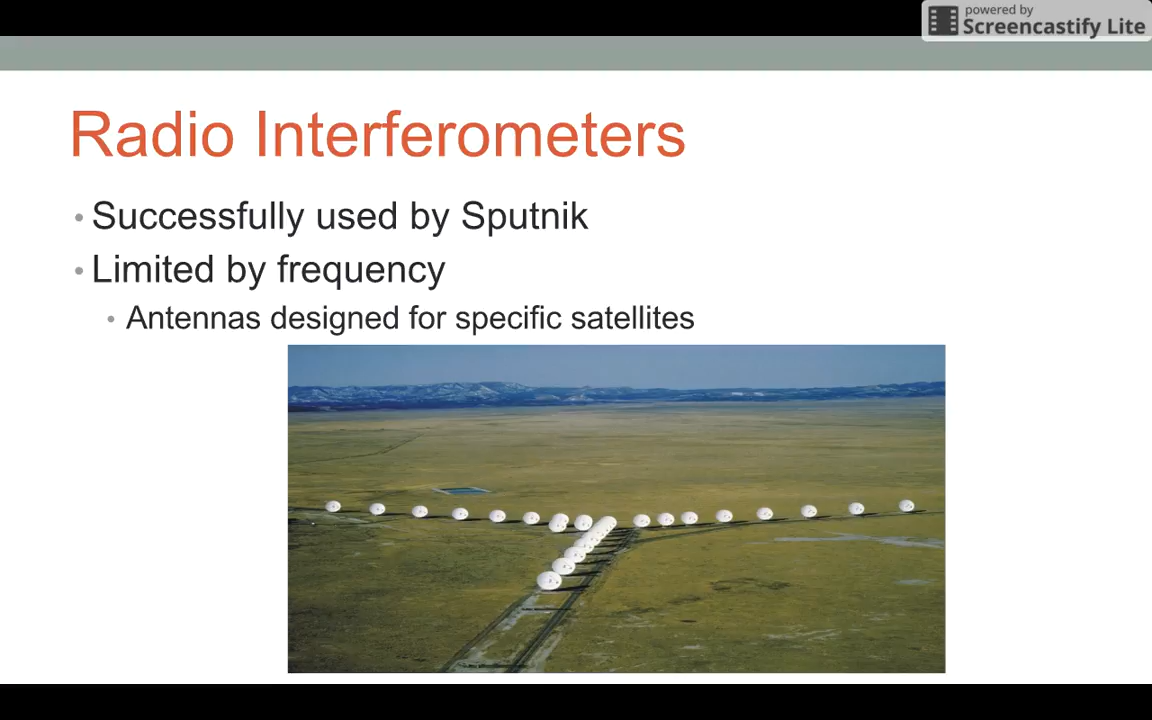 powered by
Screencastify Lite
Radio Interferometers
• Successfully used by Sputnik
• Limited by frequency
• Antennas designed for specific satellites